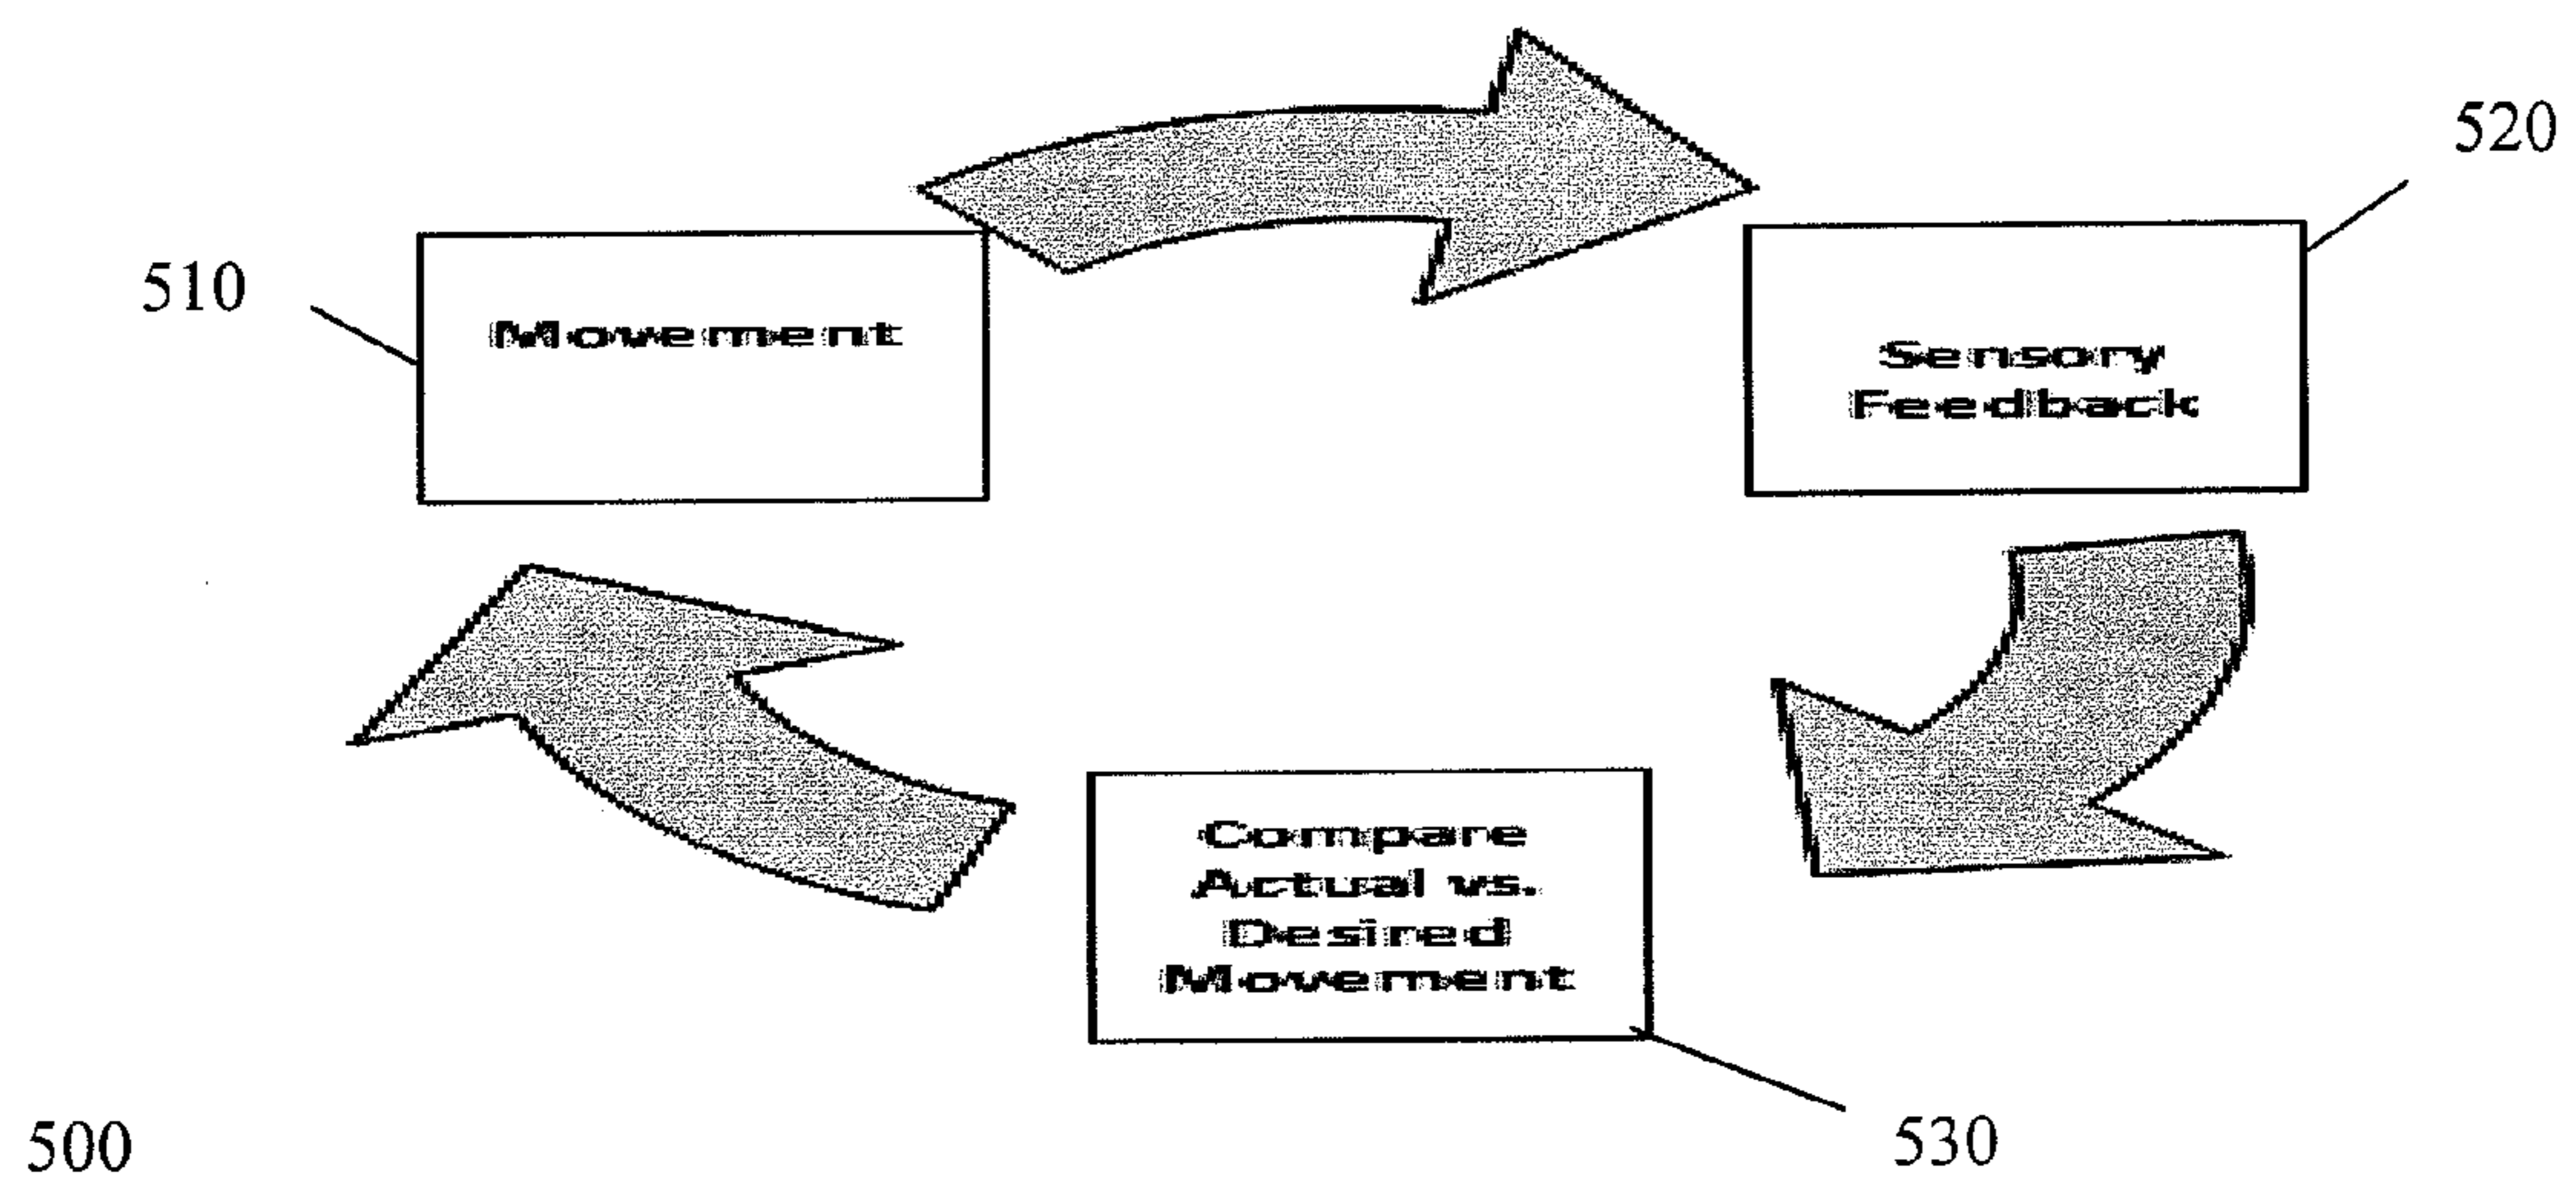 520
510
Movement
Sensory
Feedback
Compare
Actual vs.
Desired
Movement
500
530